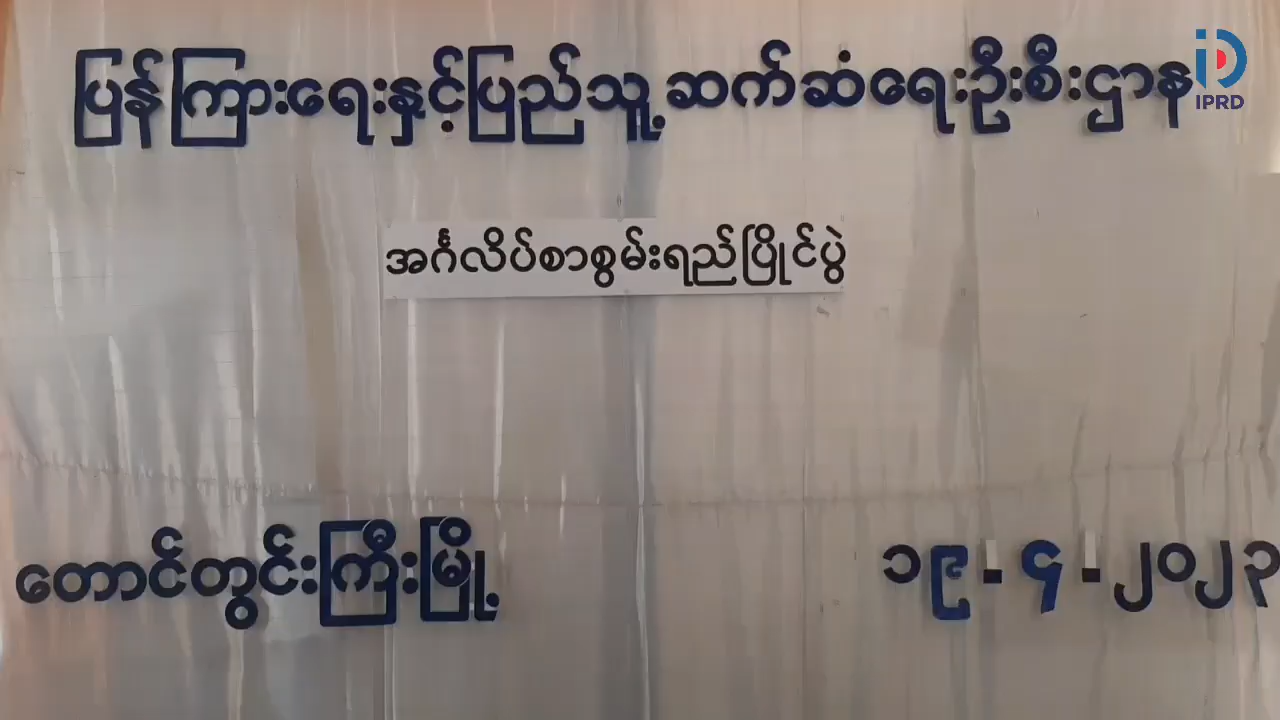 ပြန်ကြားရေးနှင့်ပြည်သူ့ဆက်ဆံရေးဦးစီးဌာန
IPRD
အင်္ဂလိပ်စာစွမ်းရည်ပြိုင်ပွဲ
တောင်တွင်းကြီးမြို့
၁၉-၄-၂၀၂၃